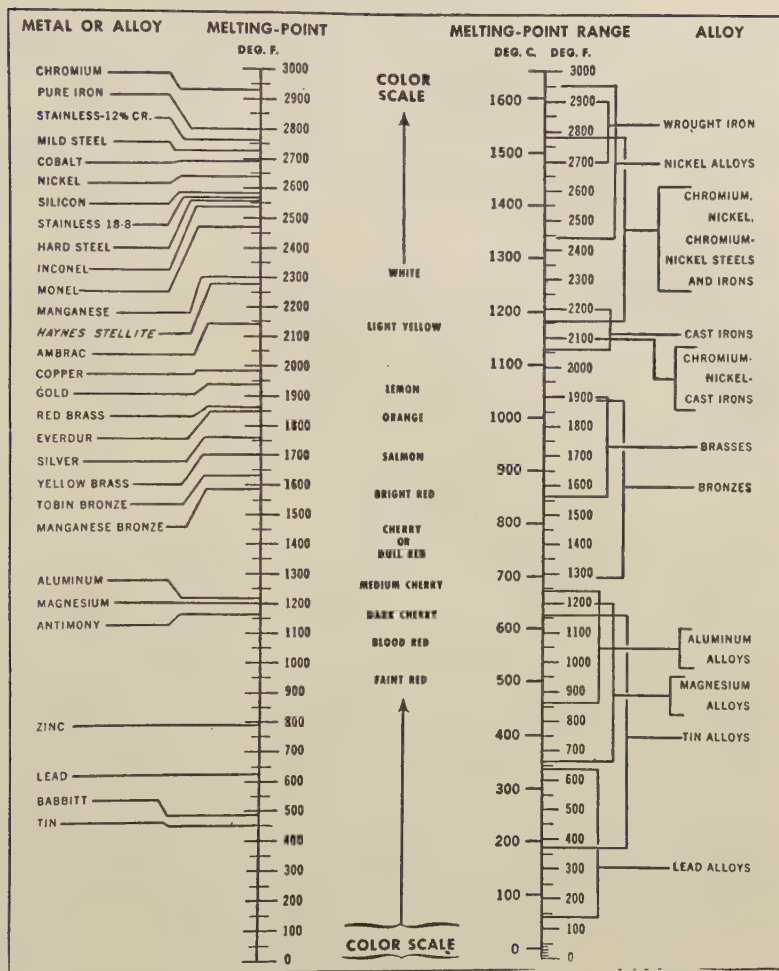 METAL OR ALLOY
MELTING-POINT
DEG. F.
CHROMIUM
PURE IRON
STAINLESS-12% CR.
MILD STEEL
COBALT
NICKEL
SILICON
STAINLESS 18-8
HARD STEEL
INCONEL
MONEL
MANGANESE
HAYNES STELLITE
AMBRAC
COPPER
GOLD
RED BRASS
EVERDUR
SILVER
YELLOW BRASS
TOBIN BRONZE
MANGANESE BRONZE
ALUMINUM
MAGNESIUM
ANTIMONY
ZINC
LEAD
BABBITT
TIN
3000
2900
2800
2700
2600
2500
2400
2300
2200
2100
2000
1900
1800
1700
1600
1500
1400
1300
1200
1100
1000
900
800
700
600
500
400
300
200
100
0
COLOR
SCALE
WHITE
LIGHT YELLOW
LEMON
ORANGE
SALMON
BRIGHT RED
CHERRY
OR
DULL RED
MEDIUM CHERRY
DARK CHERRY
BLOOD RED
FAINT RED
COLOR SCALE
MELTING-POINT RANGE
DEG. C. DEG. F.
1600
1500
1400
1300
1200
1100
1000
900
800
700
600
500
400
300
200
100
0
3000
2900
2800
2700
2600
2500
2400
2300
2200
2100
2000
1900
1800
1700
1600
1500
1400
1300
1200
1100
1000
900
800
700
600
500
400
300
200
100
0
ALLOY
WROUGHT IRON
NICKEL ALLOYS
CHROMIUM,
NICKEL,
CHROMIUM-
NICKEL STEELS
AND IRONS
CAST IRONS
CHROMIUM-
NICKEL-
CAST IRONS
BRASSES
BRONZES
ALUMINUM
ALLOYS
MAGNESIUM
ALLOYS
TIN ALLOYS
LEAD ALLOYS